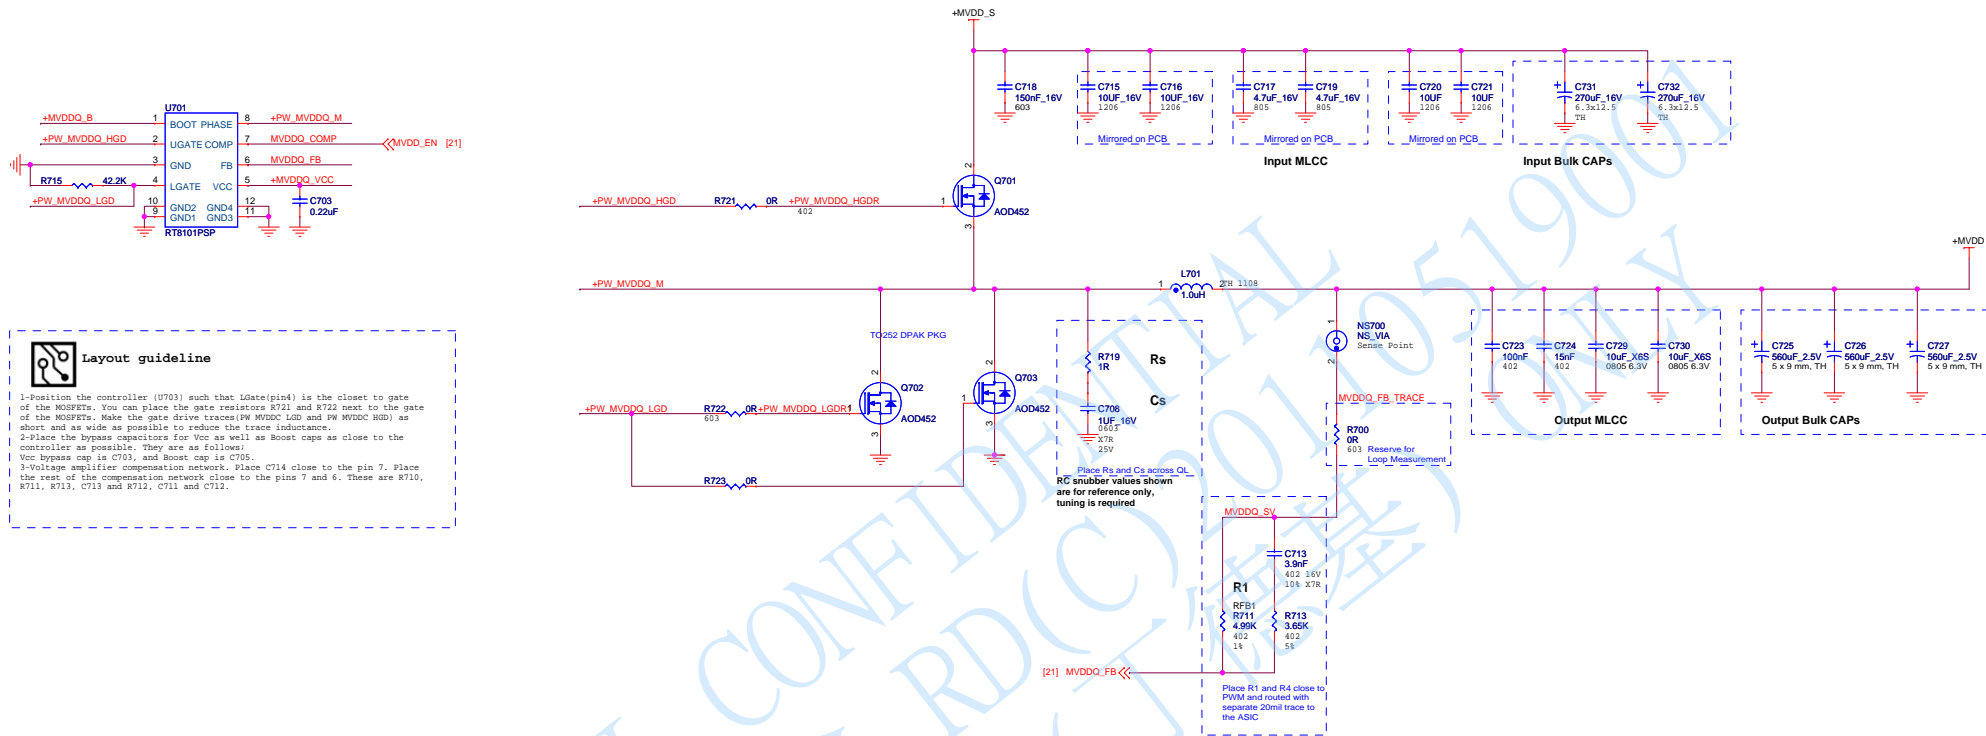 +MVDD_S
C718
150nF_16V
603
C715
10UF_16V
1206
C716
10UF_16V
1206
Mirrored on PCB
C717
4.7uF_16V
805
C719
4.7uF_16V
805
Mirrored on PCB
C720
10UF
1206
C721
10UF
1206
Mirrored on PCB
C731
270uF_16V
6.3x12.5
TH
C732
270uF_16V
6.3x12.5
TH
Input MLCC
Input Bulk CAPs
U701
+MVDDQ_B 1 BOOT PHASE 8 +PW_MVDDQ_M
+PW_MVDDQ_HGD 2 UGATE COMP 7 MVDDQ_COMP MVDD_EN [21]
3 GND FB 6 MVDDQ_FB
R715 42.2K 4 LGATE VCC 5 +MVDDQ_VCC
+PW_MVDDQ_LGD
10 GND2 GND4 12
9 GND1 GND3 11
RT8101PSP
C703
0.22uF
+PW_MVDDQ_HGD R721 0R +PW_MVDDQ_HGDR 1
402
2
Q701
AOD452
3
+PW_MVDDQ_M
L701
1 2 TH 1108
1.0uH
+MVDD
TO252 DPAK PKG
2
Q702
AOD452
3
2
Q703
1
AOD452
3
+PW_MVDDQ_LGD R722 0R +PW_MVDDQ_LGDR 1
603
R723 0R
R719
1R
Rs
Cs
C708
1UF_16V
0603
X7R
25V
Place Rs and Cs across QL
RC snubber values shown
are for reference only,
tuning is required
1
NS700
NS_VIA
Sense Point
2
MVDDQ_FB_TRACE
R700
0R
603 Reserve for
Loop Measurement
C723
100nF
402
C724
15nF
402
C729
10uF_X6S
0805 6.3V
C730
10uF_X6S
0805 6.3V
Output MLCC
C725
560uF_2.5V
5 x 9 mm, TH
C726
560uF_2.5V
5 x 9 mm, TH
C727
560uF_2.5V
5 x 9 mm, TH
Output Bulk CAPs
MVDDQ_SV
C713
3.9nF
402 16V
10% X7R
R1
RFB1
R711
4.99K
402
1%
R713
3.65K
402
5%
[21] MVDDQ_FB
Place R1 and R4 close to
PWM and routed with
separate 20mil trace to
the ASIC
Layout guideline
1-Position the controller (U703) such that LGate(pin4) is the closet to gate
of the MOSFETs. You can place the gate resistors R721 and R722 next to the gate
of the MOSFETs. Make the gate drive traces(PW MVDDC LGD and PW MVDDC HGD) as
short and as wide as possible to reduce the trace inductance.
2-Place the bypass capacitors for Vcc as well as Boost caps as close to the
controller as possible. They are as follows;
Vcc bypass cap is C703, and Boost cap is C705.
3-Voltage amplifier compensation network. Place C714 close to the pin 7. Place
the rest of the compensation network close to the pins 7 and 6. These are R710,
R711, R713, C713 and R712, C711 and C712.
CONFIDENTIAL
RD(C)20110519001
ONLY